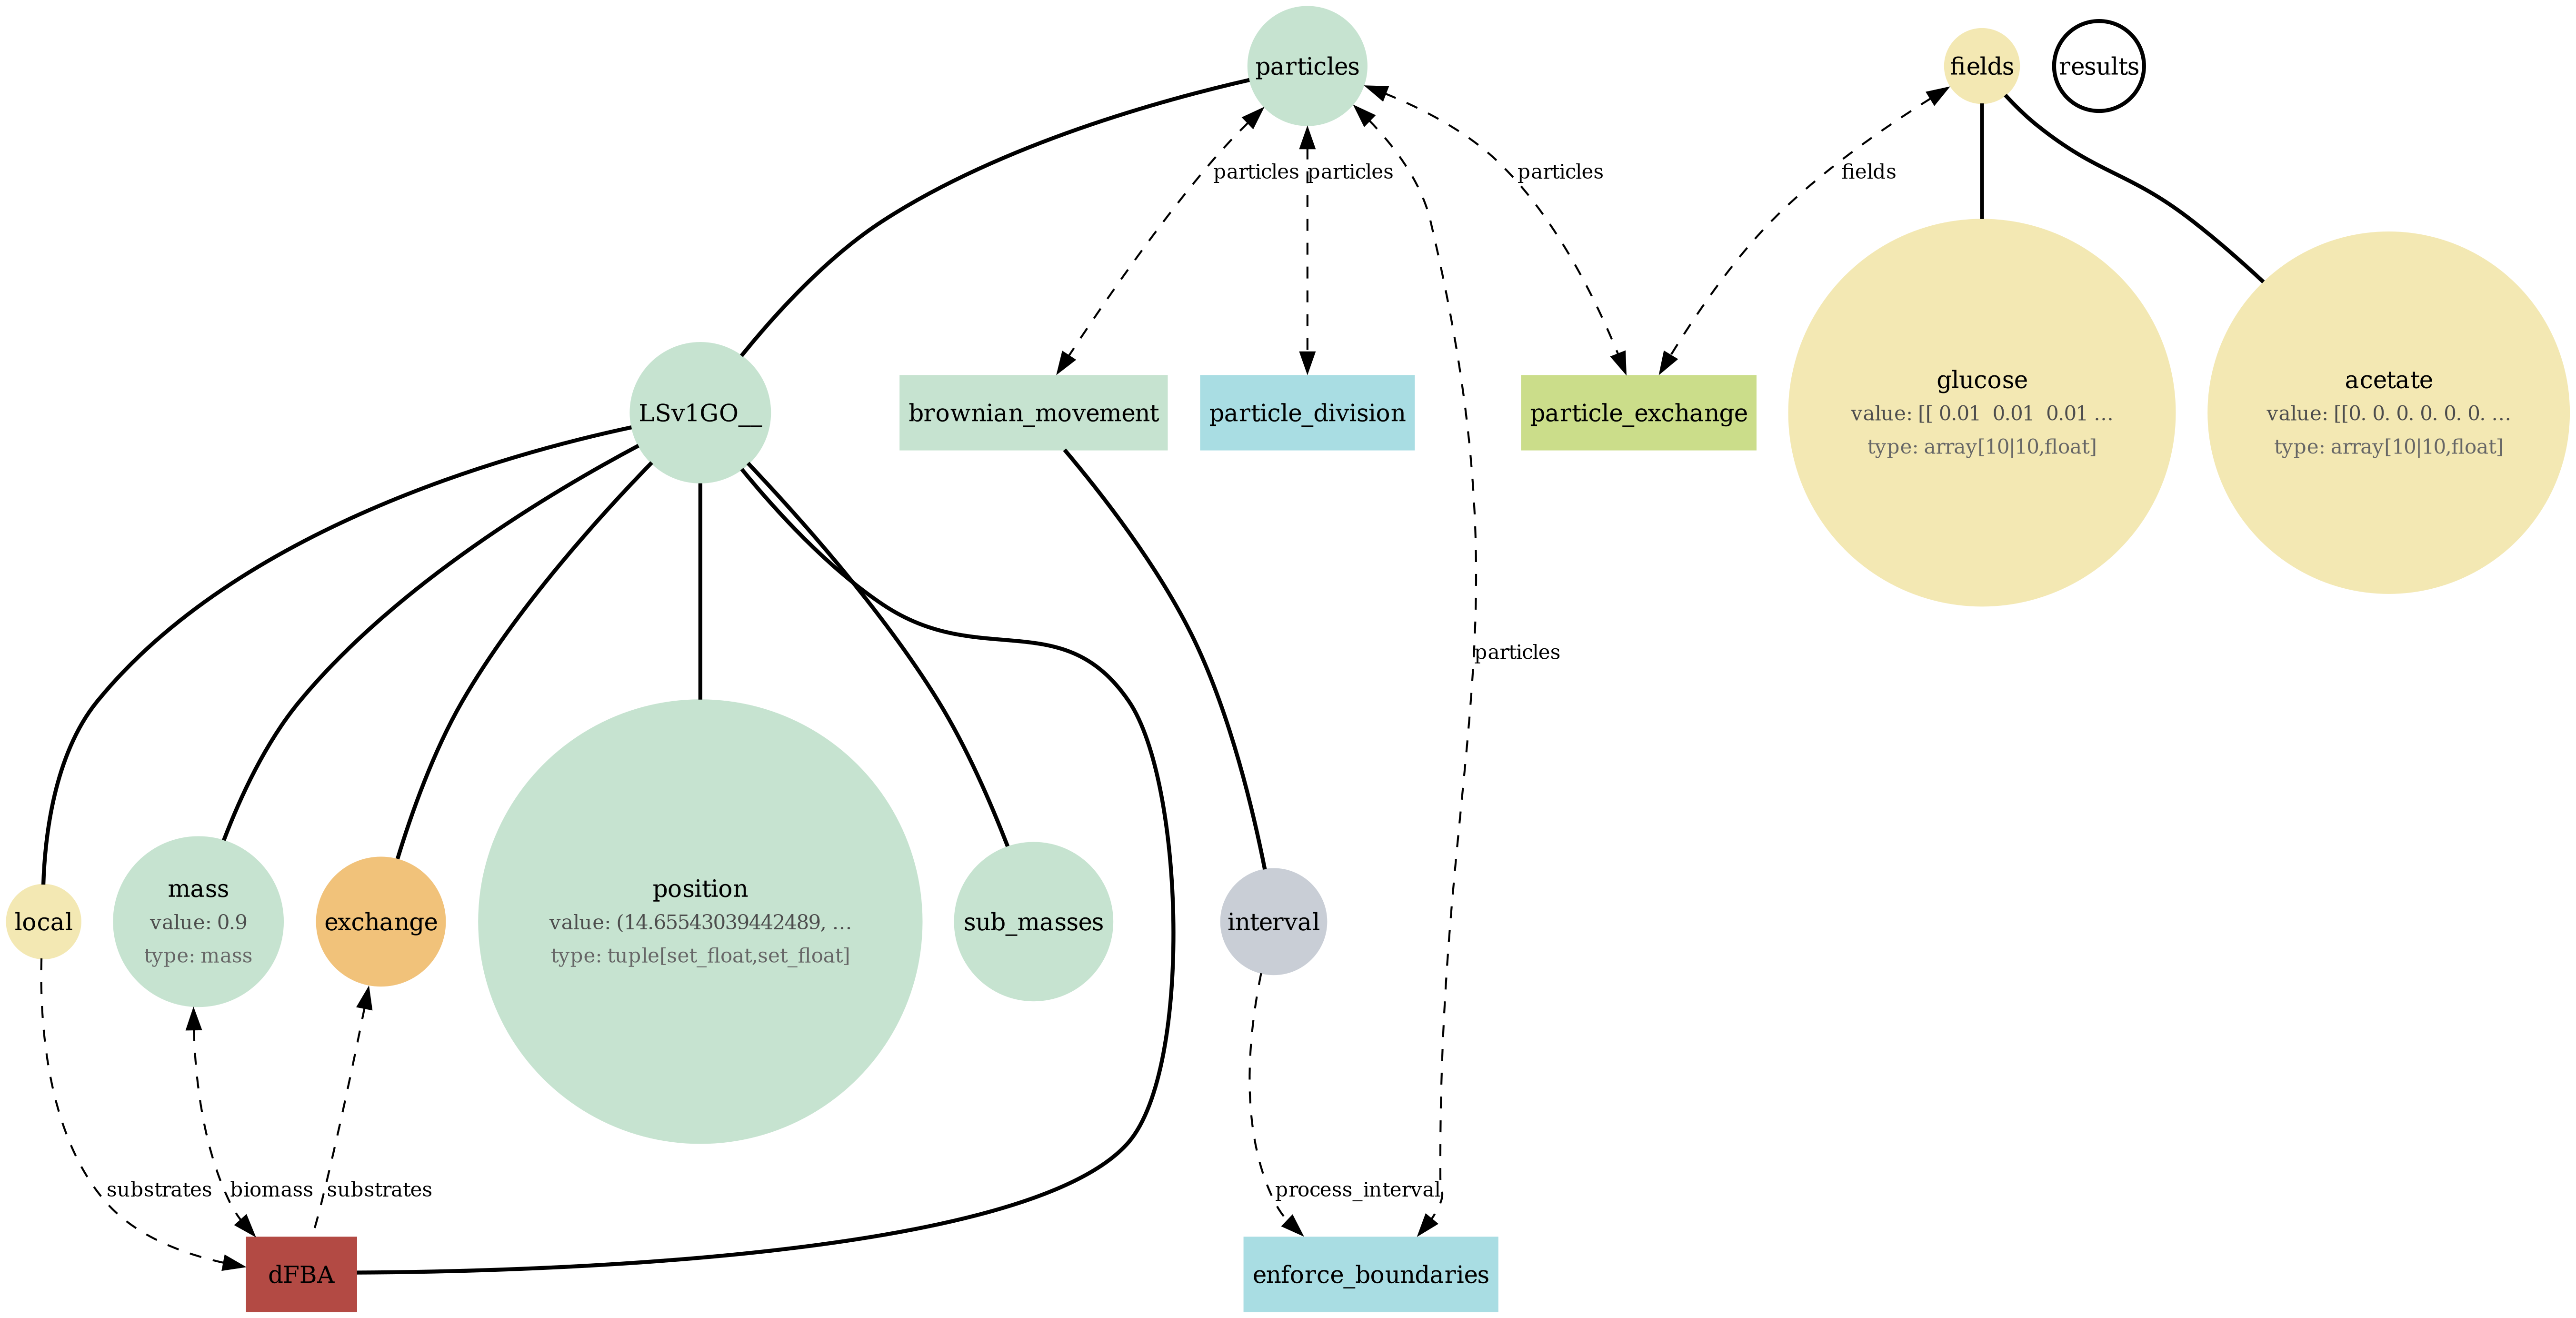 particles
fields
results
particles
particles
particles
fields
LSv1GO__
brownian_movement
particle_division
particle_exchange
glucose
value: [[ 0.01  0.01  0.01 ...
type: array[10|10,float]
acetate
value: [[0. 0. 0. 0. 0. 0. ...
type: array[10|10,float]
particles
local
mass
value: 0.9
type: mass
exchange
position
value: (14.65543039442489, ...
type: tuple[set_float,set_float]
sub_masses
interval
substrates
biomass
substrates
process_interval
dFBA
enforce_boundaries